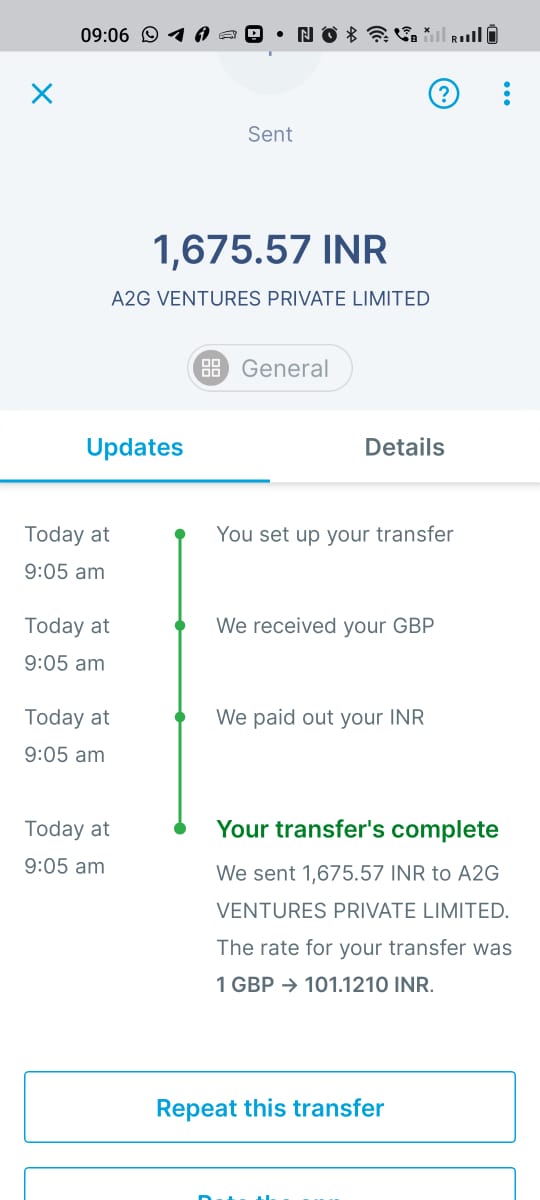 09:06
Sent
1,675.57 INR
A2G VENTURES PRIVATE LIMITED
General
Updates
Details
Today at
9:05 am
You set up your transfer
Today at
9:05 am
We received your GBP
Today at
9:05 am
We paid out your INR
Today at
9:05 am
Your transfer's complete
We sent 1,675.57 INR to A2G
VENTURES PRIVATE LIMITED.
The rate for your transfer was
1 GBP → 101.1210 INR.
Repeat this transfer